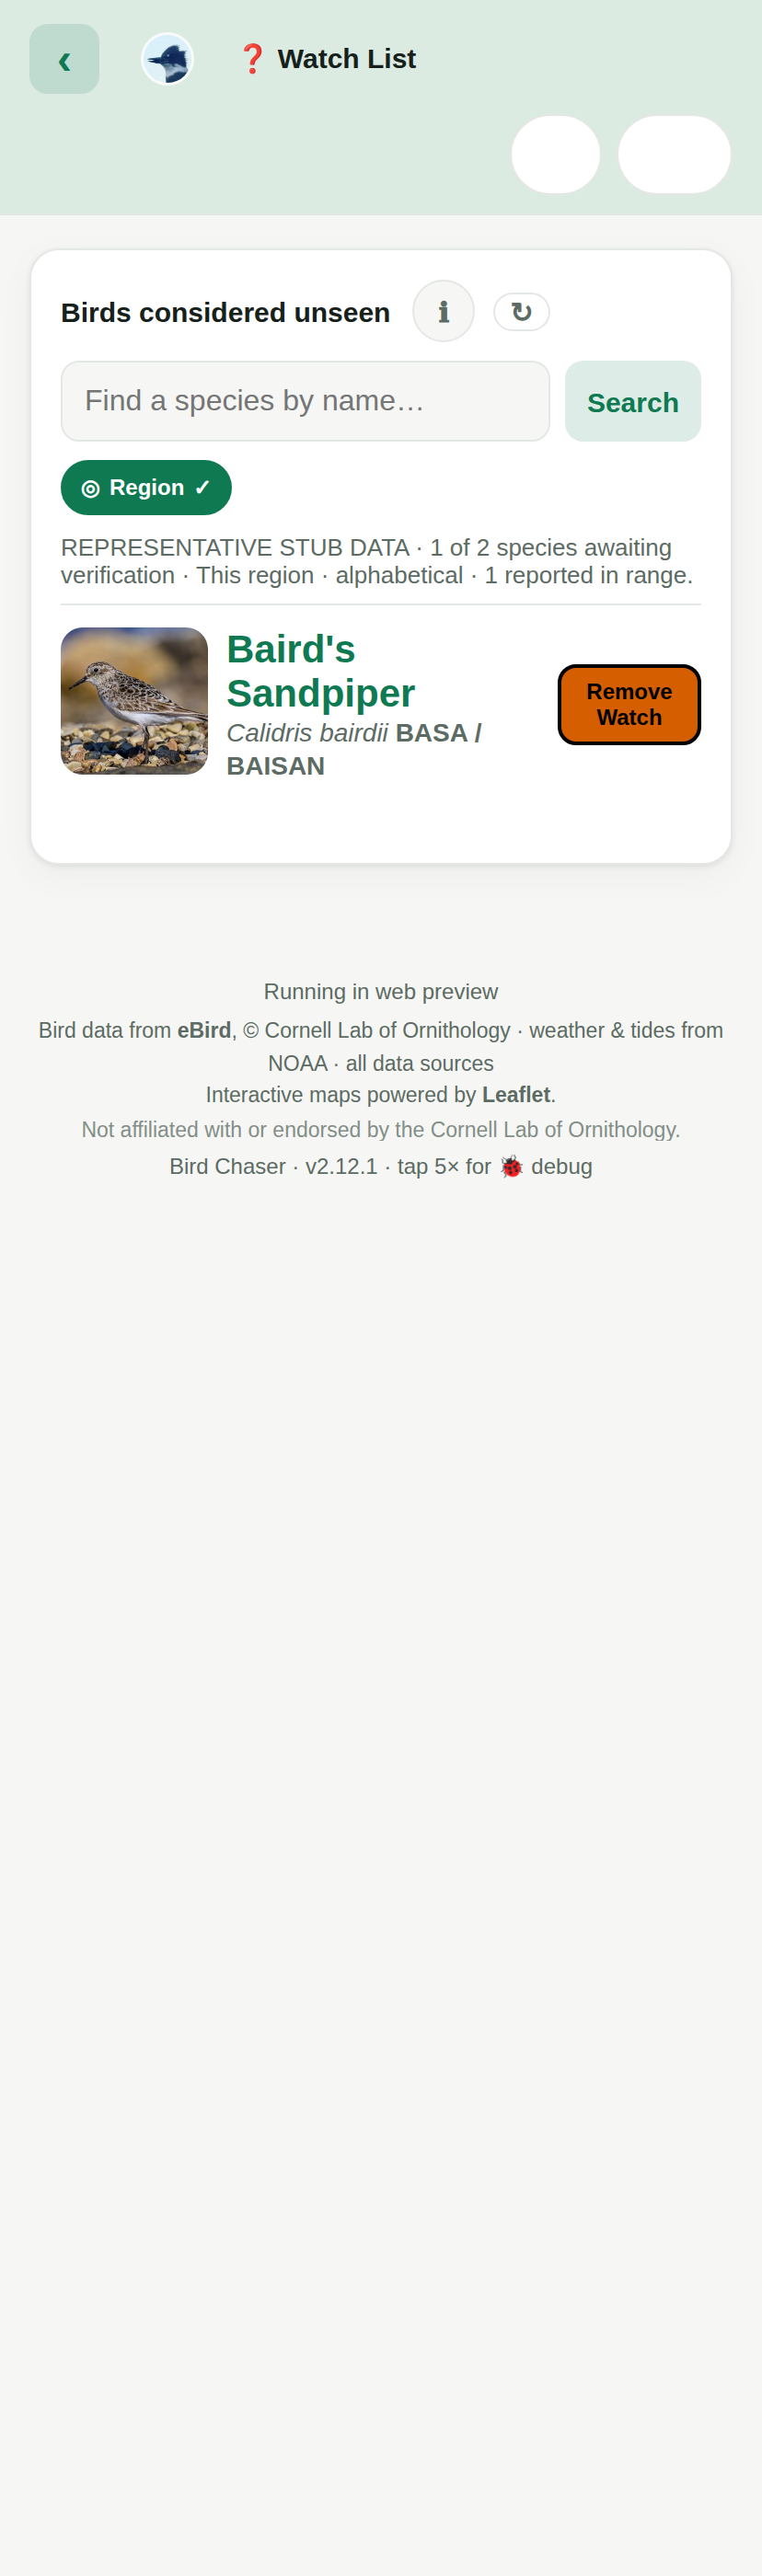 ‹ ❓ Watch List
Birds considered unseen ℹ ↻
Find a species by name… Search
◎ Region ✓
REPRESENTATIVE STUB DATA · 1 of 2 species awaiting
verification · This region · alphabetical · 1 reported in range.
Baird's
Sandpiper
Calidris bairdii BASA /
BAISAN
Remove
Watch
Running in web preview
Bird data from eBird, © Cornell Lab of Ornithology · weather & tides from
NOAA · all data sources
Interactive maps powered by Leaflet.
Not affiliated with or endorsed by the Cornell Lab of Ornithology.
Bird Chaser · v2.12.1 · tap 5× for 🐞 debug